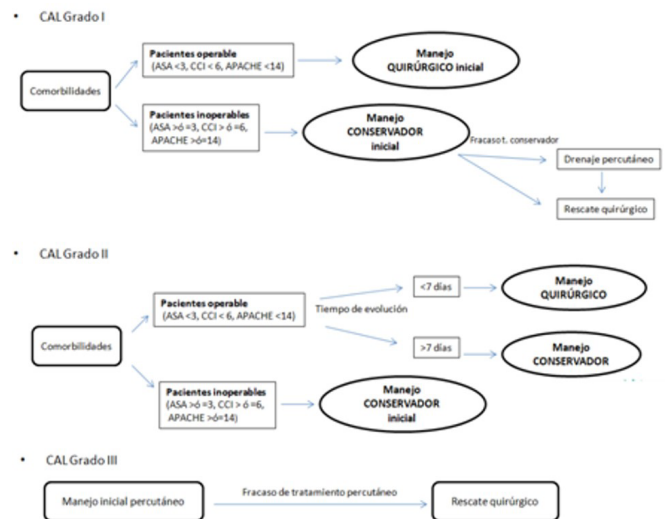 • CAL Grado I
Pacientes operable
(ASA <3, CCI < 6, APACHE <14)
Manejo
QUIRÚRGICO inicial
Comorbilidades
Pacientes inoperables
(ASA >ó =3, CCI > ó =6,
APACHE >ó=14)
Manejo
CONSERVADOR
inicial
Fracaso t. conservador
Drenaje percutáneo
Rescate quirúrgico
• CAL Grado II
Pacientes operable
(ASA <3, CCI < 6, APACHE <14)
Tiempo de evolución
<7 días
Manejo
QUIRÚRGICO
Comorbilidades
>7 días
Manejo
CONSERVADOR
Pacientes inoperables
(ASA >ó =3, CCI > ó =6,
APACHE >ó=14)
Manejo
CONSERVADOR
inicial
• CAL Grado III
Manejo inicial percutáneo
Fracaso de tratamiento percutáneo
Rescate quirúrgico